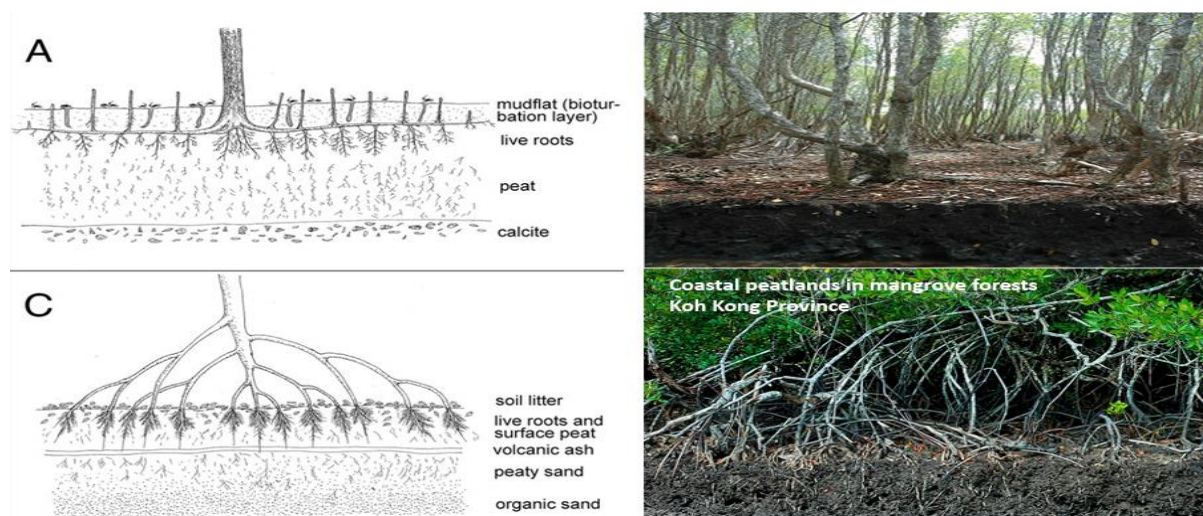 A
mudflat (biotur-
bation layer)
live roots
peat
calcite
C
soil litter
live roots and
surface peat
volcanic ash
peaty sand
organic sand
Coastal peatlands in mangrove forests
Koh Kong Province